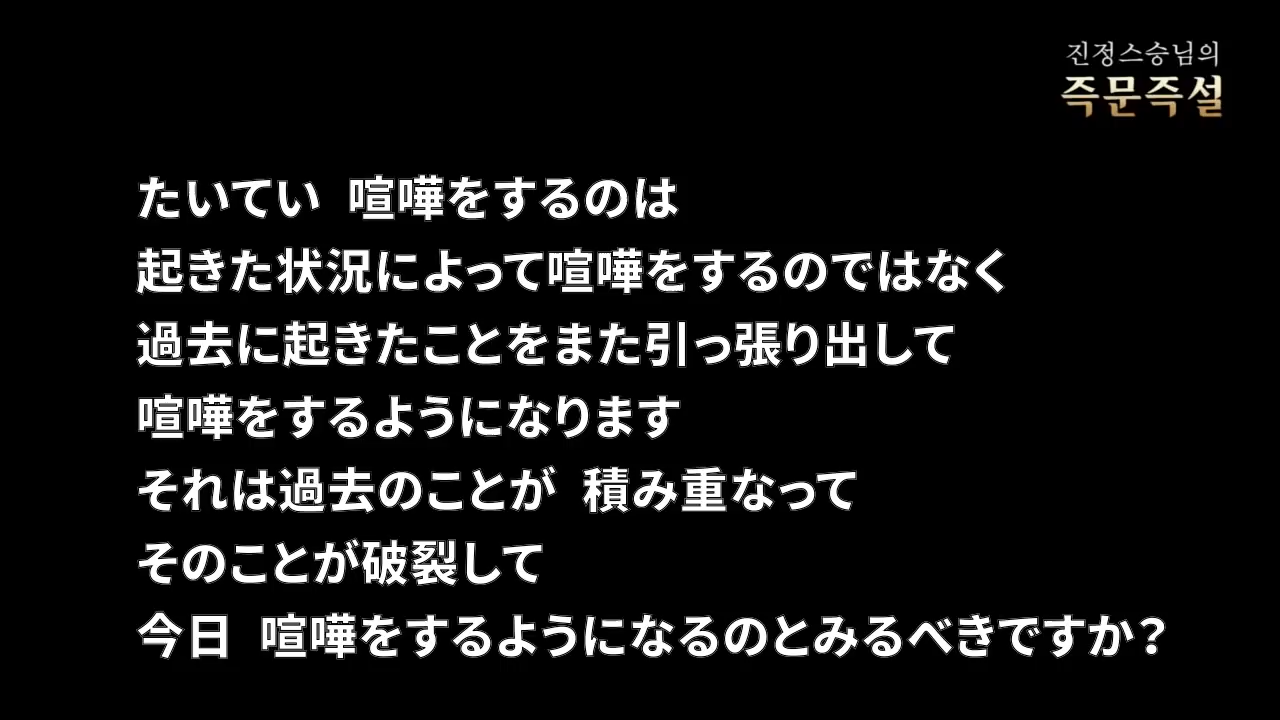 진정스승님의
즉문즉설
たいてい 喧嘩をするのは
起きた状況によって喧嘩をするのではなく
過去に起きたことをまた引っ張り出して
喧嘩をするようになります
それは過去のことが 積み重なって
そのことが破裂して
今日 喧嘩をするようになるのとみるべきですか？